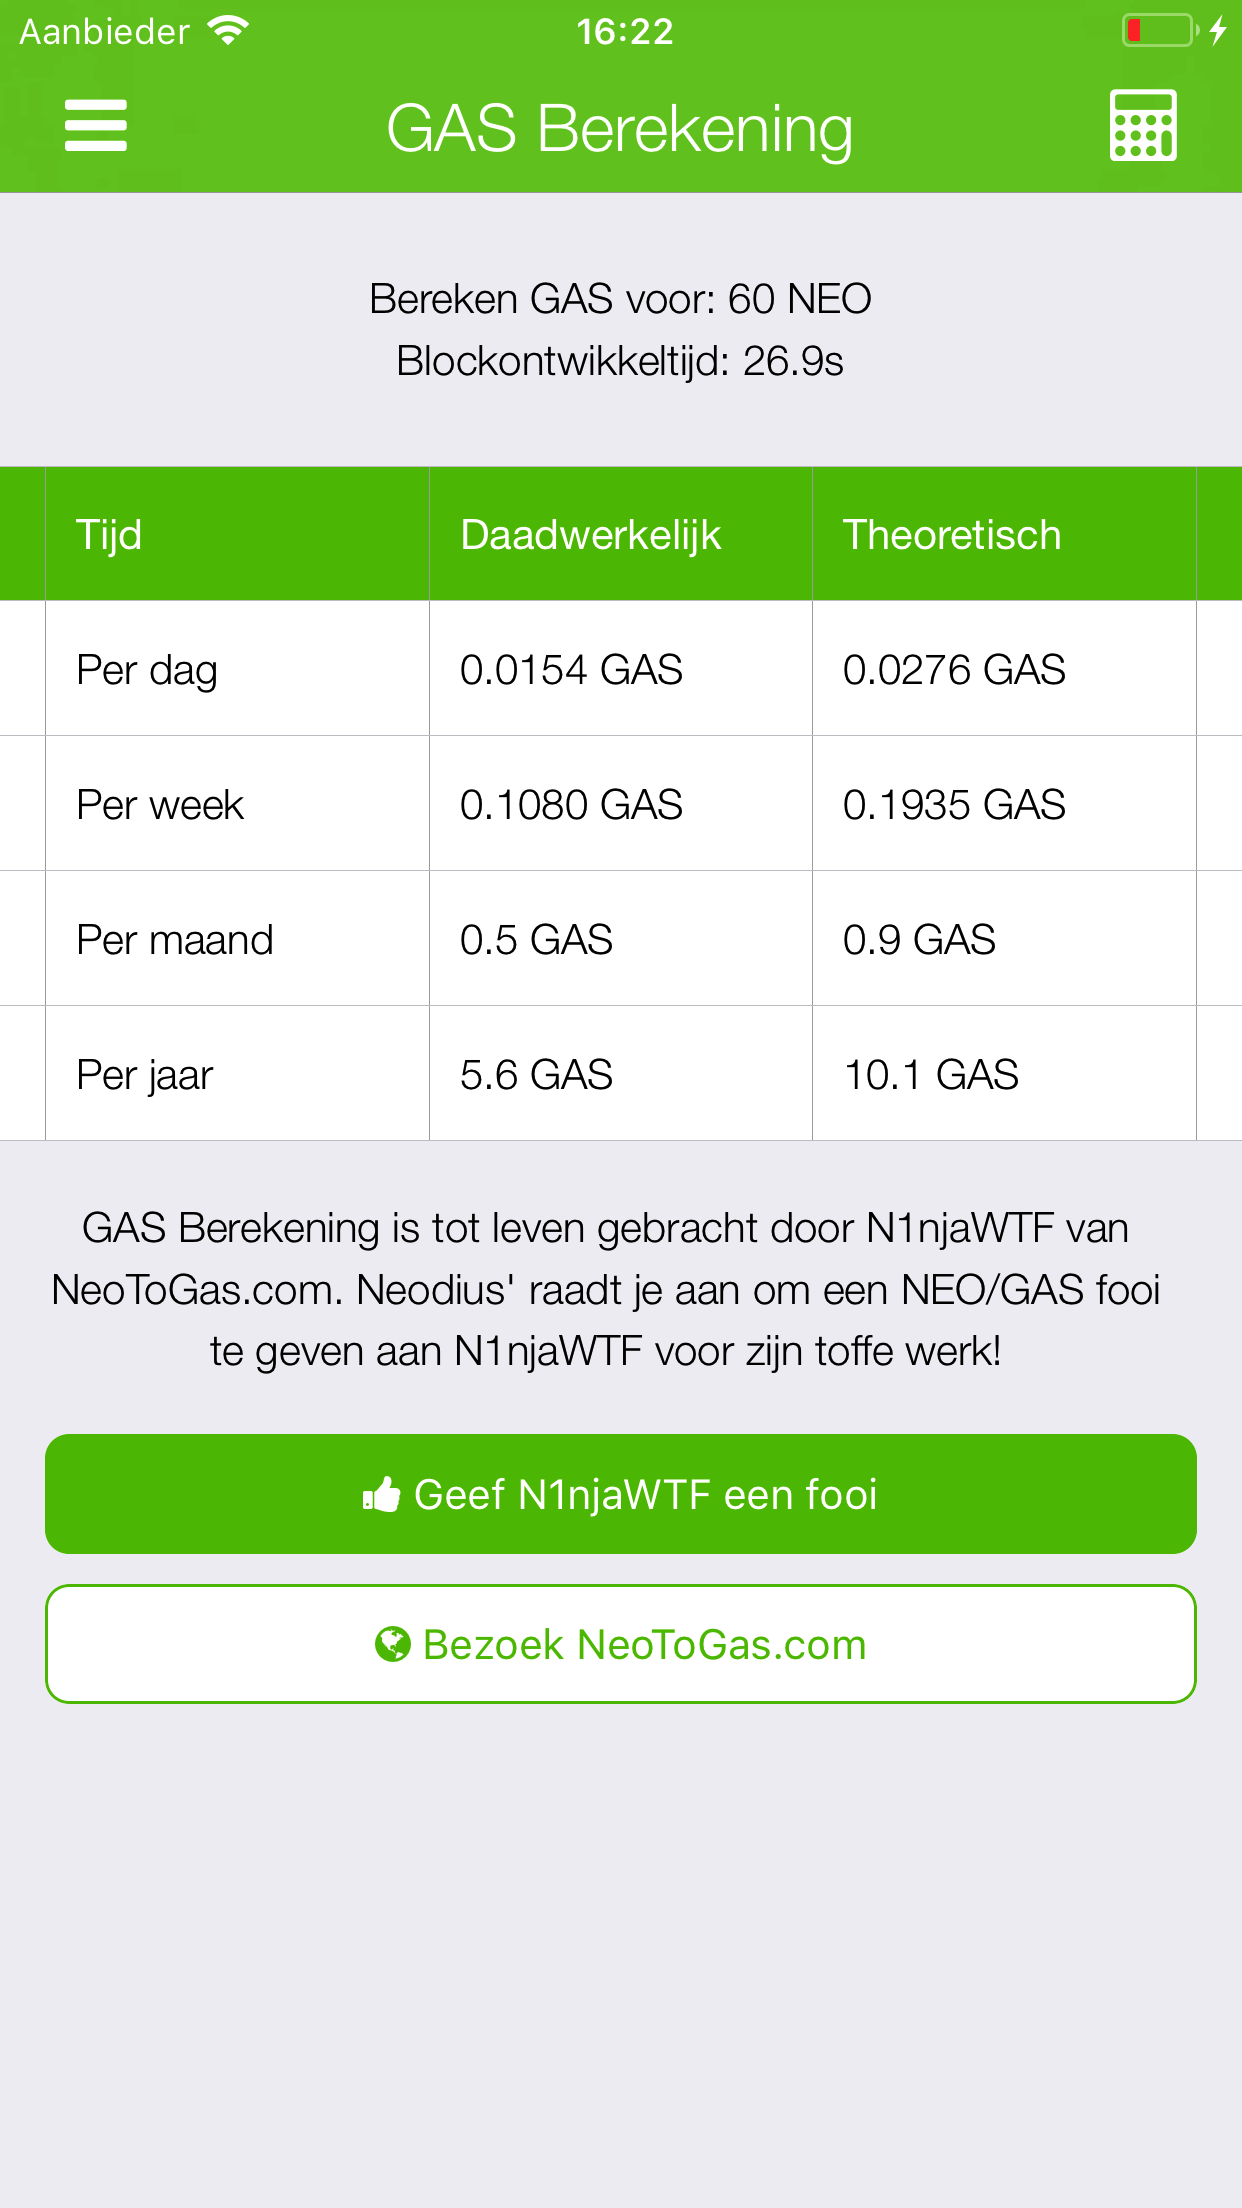 Aanbieder 16:22
GAS Berekening
Bereken GAS voor: 60 NEO
Blockontwikkeltijd: 26.9s
Tijd Daadwerkelijk Theoretisch
Per dag 0.0154 GAS 0.0276 GAS
Per week 0.1080 GAS 0.1935 GAS
Per maand 0.5 GAS 0.9 GAS
Per jaar 5.6 GAS 10.1 GAS
GAS Berekening is tot leven gebracht door N1njaWTF van
NeoToGas.com. Neodius' raadt je aan om een NEO/GAS fooi
te geven aan N1njaWTF voor zijn toffe werk!
Geef N1njaWTF een fooi
Bezoek NeoToGas.com